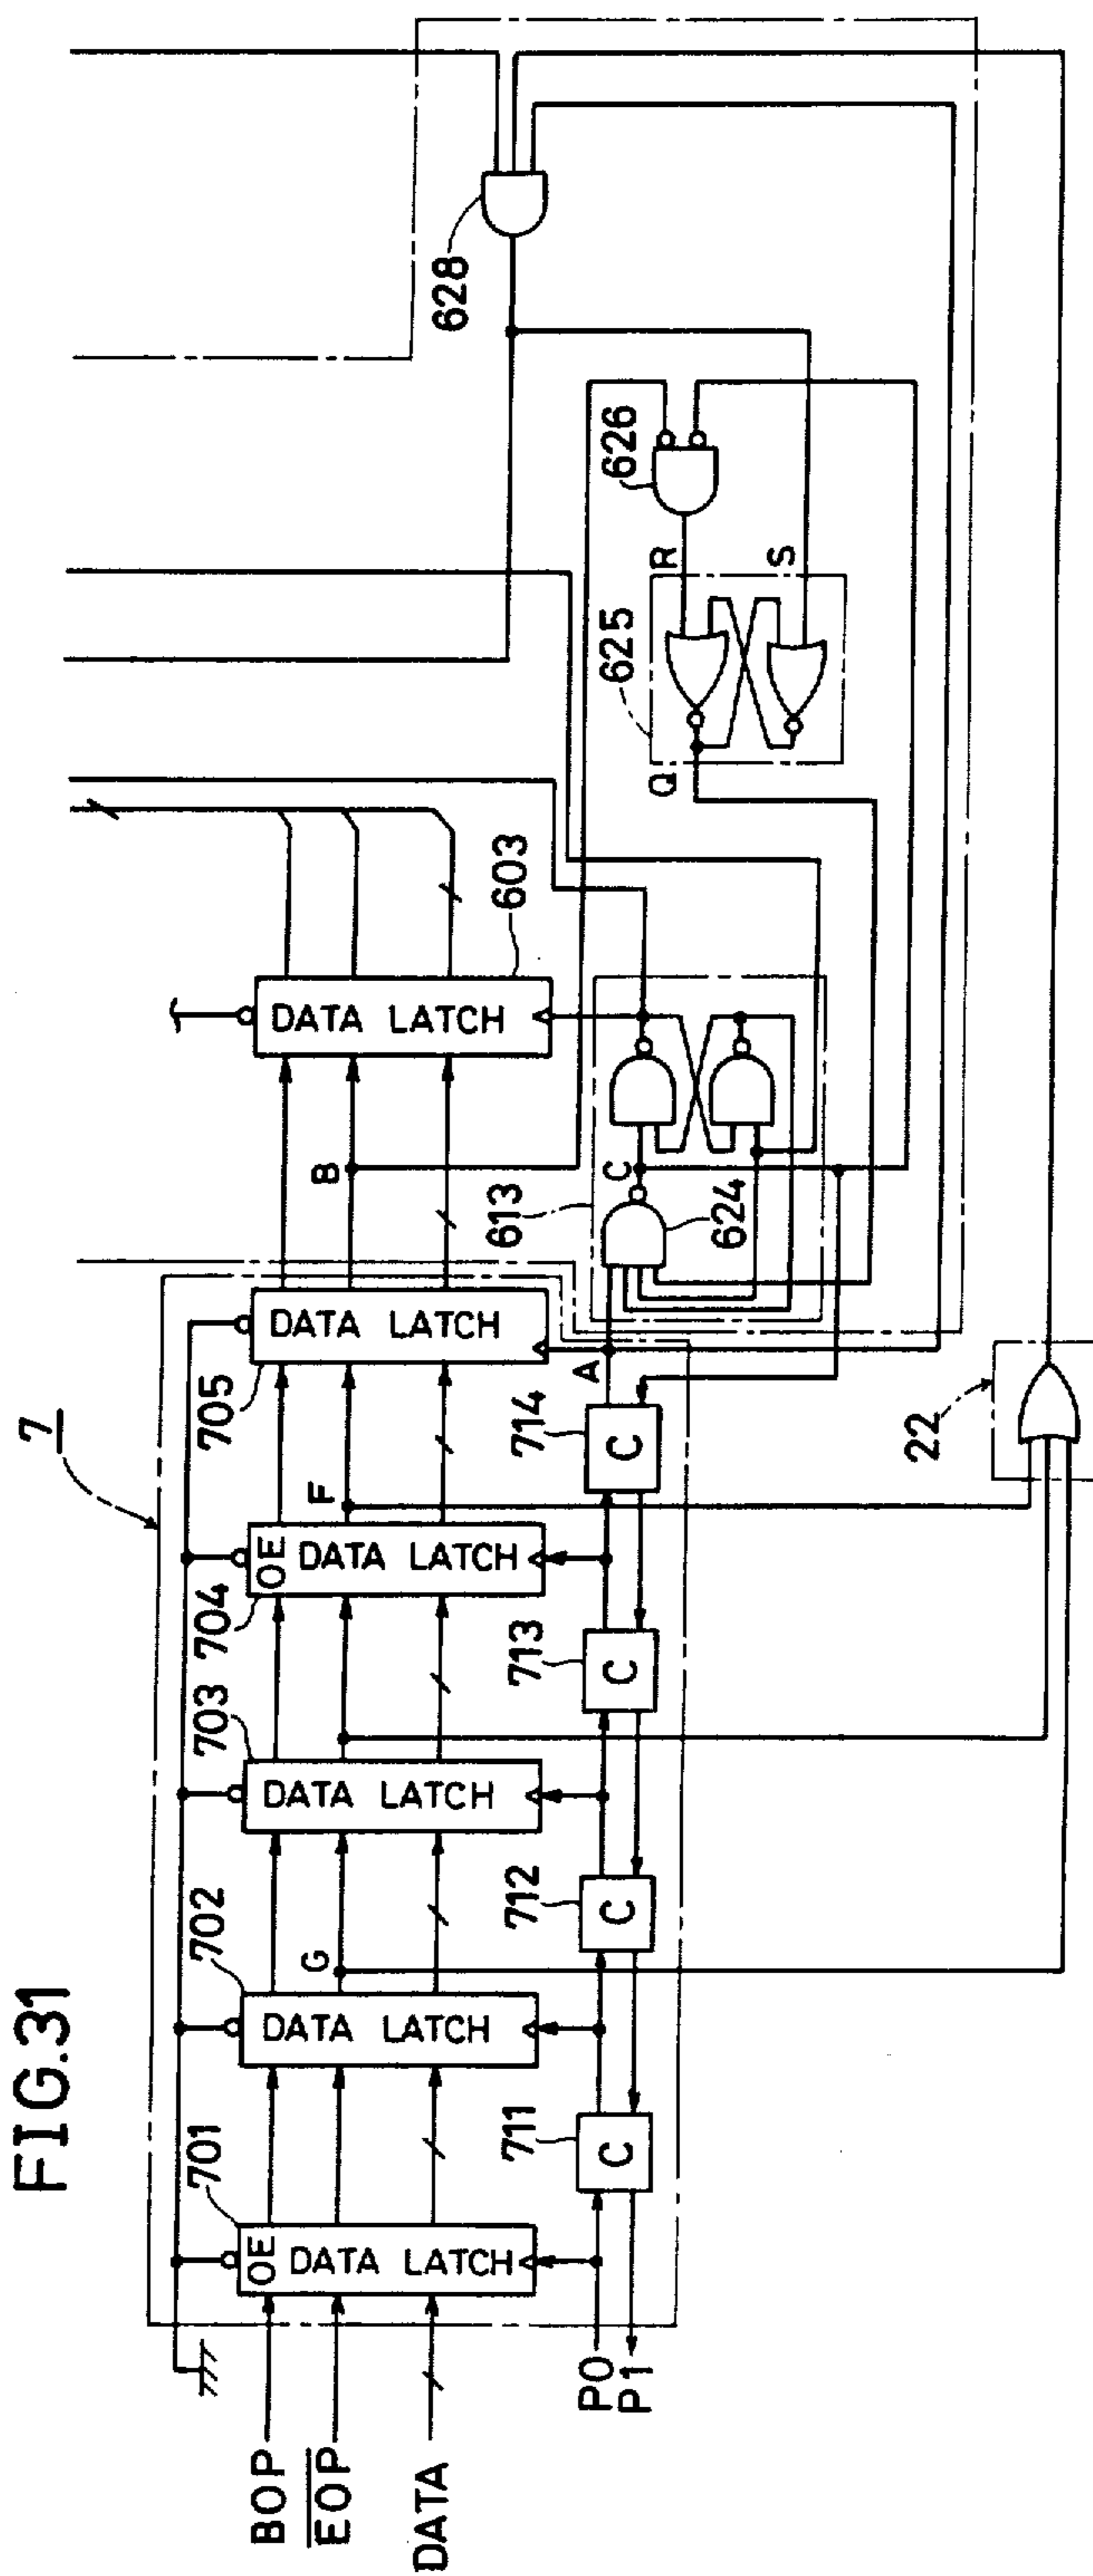 FIG.31
7
BOP
EOP
DATA
P0
P1
701
OE
DATA LATCH
702
DATA LATCH
G
703
DATA LATCH
704
OE
DATA LATCH
F
705
DATA LATCH
B
DATA LATCH
603
711
C
712
C
713
C
714
C
A
613
C
624
625
Q
R
S
626
628
22